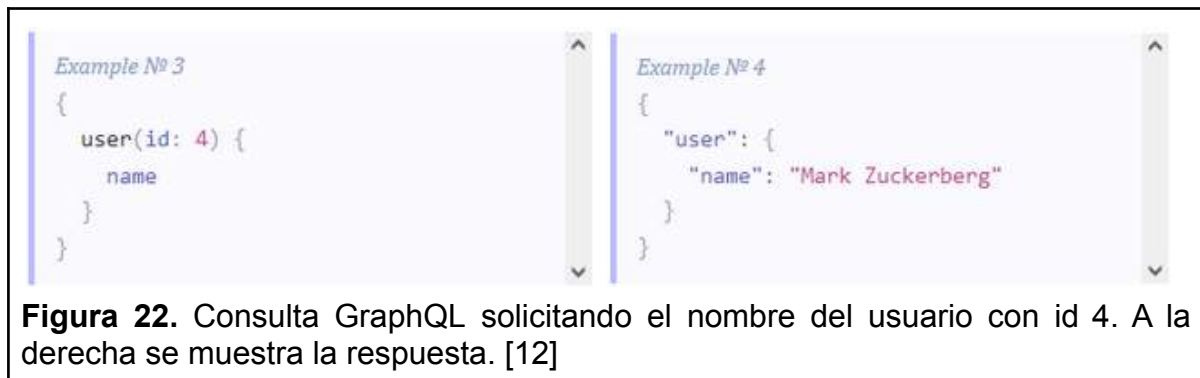 Example № 3
{
  user(id: 4) {
    name
  }
}
Example № 4
{
  "user": {
    "name": "Mark Zuckerberg"
  }
}
Figura 22. Consulta GraphQL solicitando el nombre del usuario con id 4. A la
derecha se muestra la respuesta. [12]